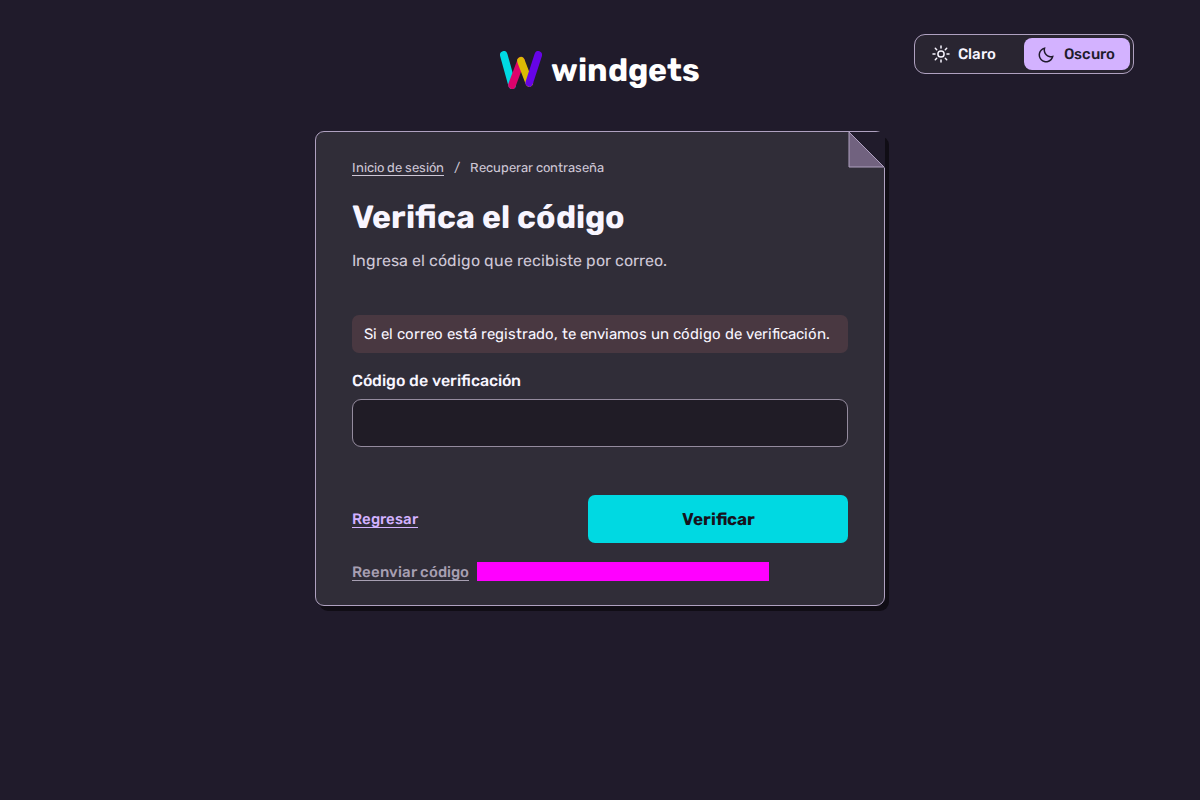 windgets
Claro
Oscuro
Inicio de sesión / Recuperar contraseña
Verifica el código
Ingresa el código que recibiste por correo.
Si el correo está registrado, te enviamos un código de verificación.
Código de verificación
Regresar
Verificar
Reenviar código